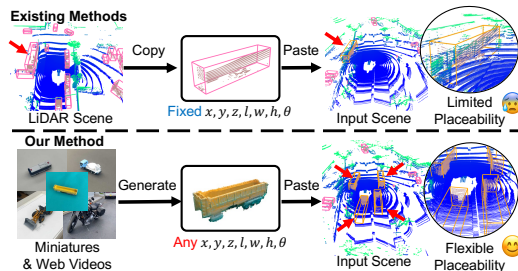 Existing Methods
Copy
Paste
LiDAR Scene
Fixed x, y, z, l, w, h, θ
Input Scene
Limited
Placeability
Our Method
Generate
Paste
Miniatures
& Web Videos
Any x, y, z, l, w, h, θ
Input Scene
Flexible
Placeability